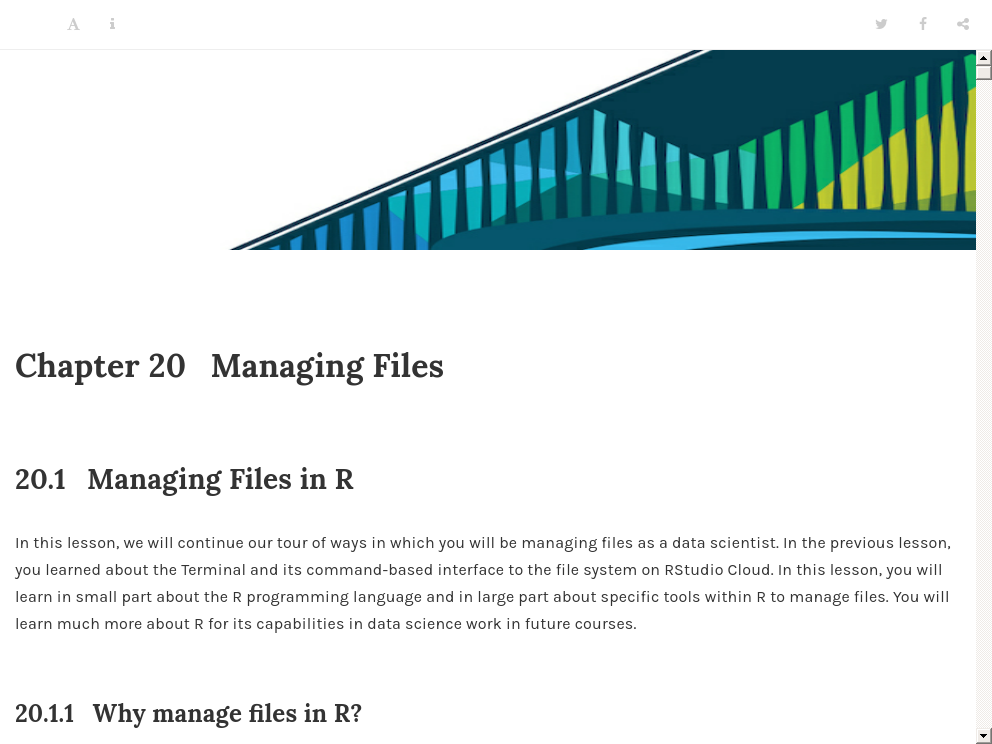 Chapter 20 Managing Files
20.1 Managing Files in R
In this lesson, we will continue our tour of ways in which you will be managing files as a data scientist. In the previous lesson,
you learned about the Terminal and its command-based interface to the file system on RStudio Cloud. In this lesson, you will
learn in small part about the R programming language and in large part about specific tools within R to manage files. You will
learn much more about R for its capabilities in data science work in future courses.
20.1.1 Why manage files in R?